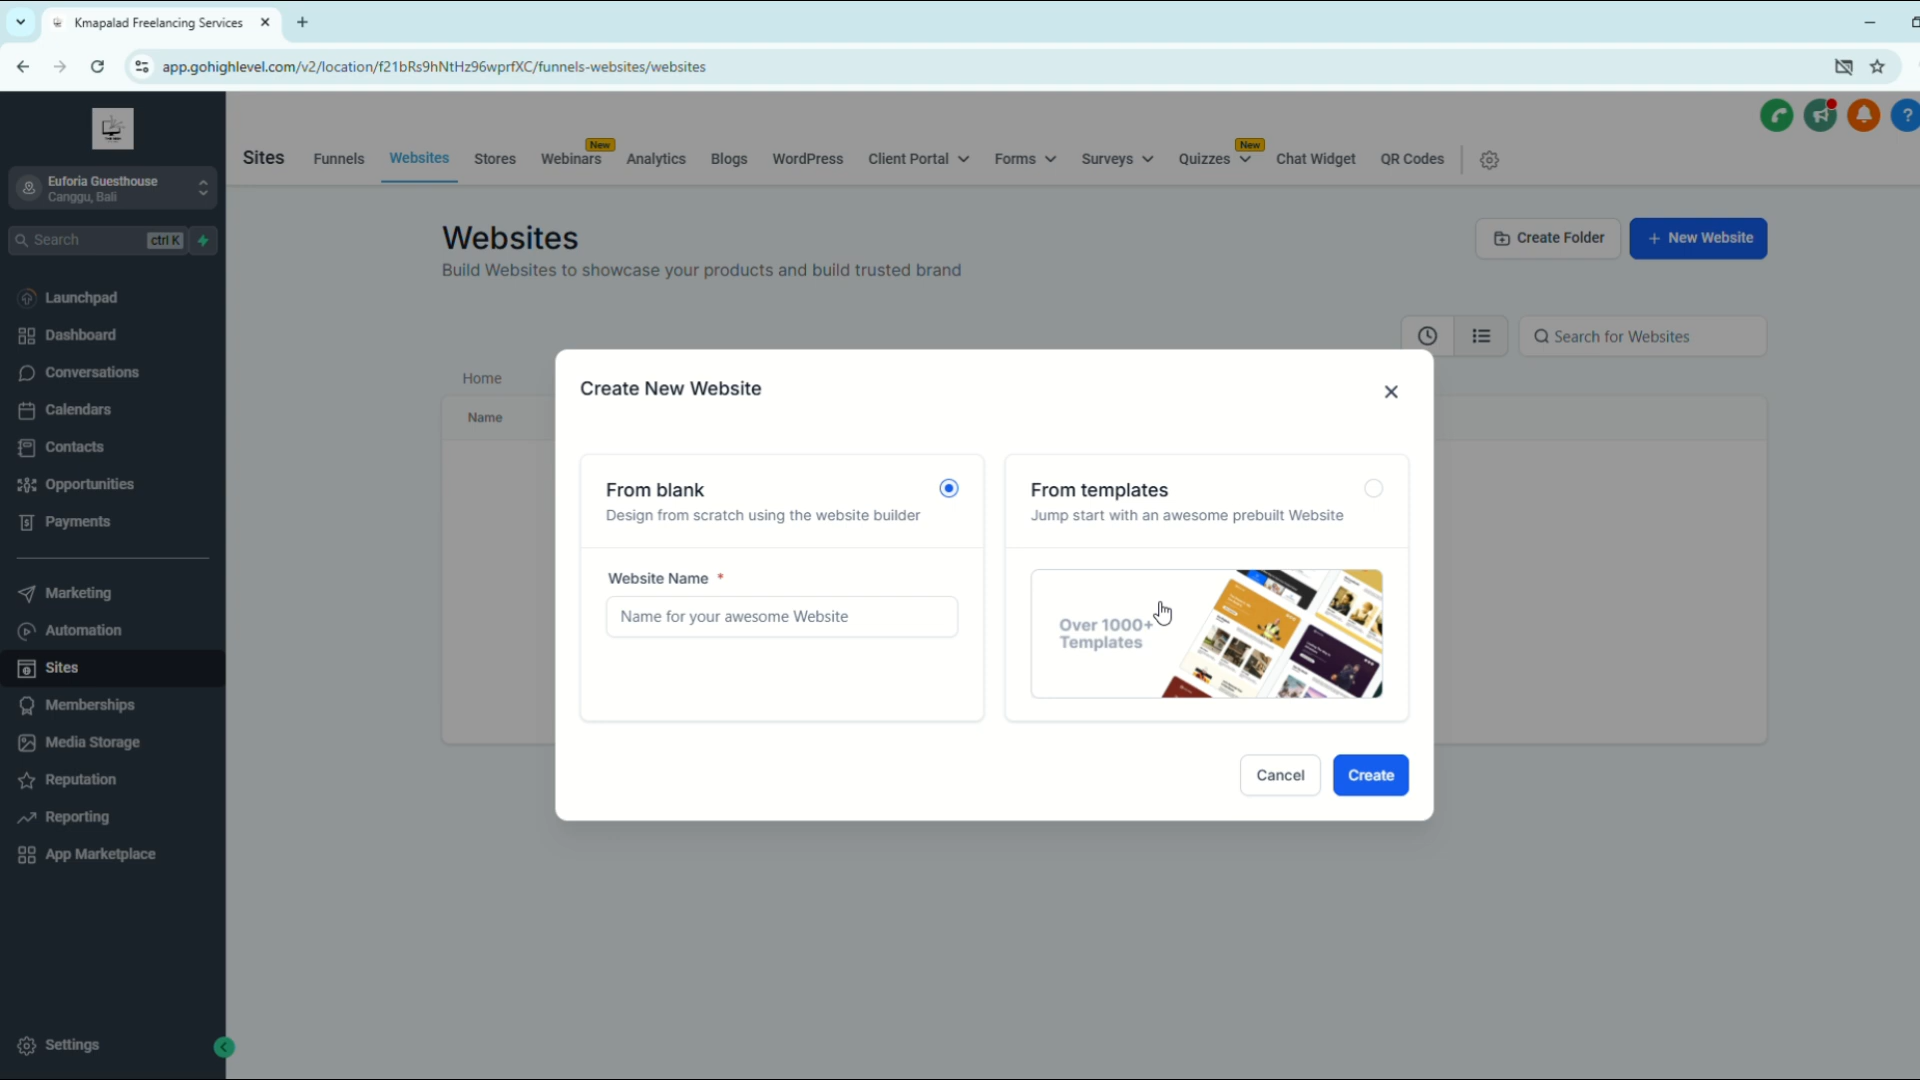 Kmapalad Freelancing Services
app.gohighlevel.com/v2/location/f21bRs9hNtHz96wprfXC/funnels-websites/websites
Euforia Guesthouse
Canggu, Bali
Search
ctrl K
Launchpad
Dashboard
Conversations
Calendars
Contacts
Opportunities
Payments
Marketing
Automation
Sites
Memberships
Media Storage
Reputation
Reporting
App Marketplace
Settings
Sites
Funnels
Websites
Stores
Webinars
New
Analytics
Blogs
WordPress
Client Portal
Forms
Surveys
Quizzes
New
Chat Widget
QR Codes
Websites
Build Websites to showcase your products and build trusted brand
Create Folder
+ New Website
Search for Websites
Home
Name
Create New Website
From blank
Design from scratch using the website builder
Website Name *
Name for your awesome Website
From templates
Jump start with an awesome prebuilt Website
Over 1000+
Templates
Cancel
Create